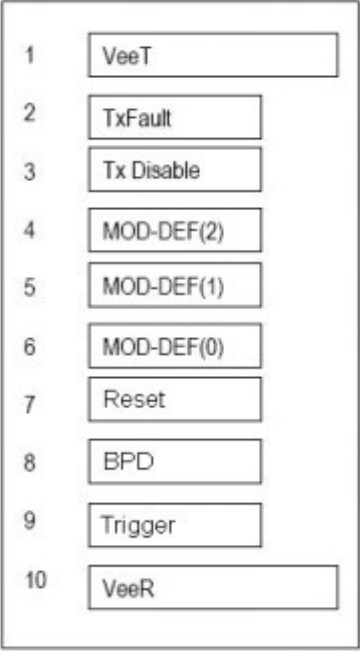 1 VeeT
2 TxFault
3 Tx Disable
4 MOD-DEF(2)
5 MOD-DEF(1)
6 MOD-DEF(0)
7 Reset
8 BPD
9 Trigger
10 VeeR